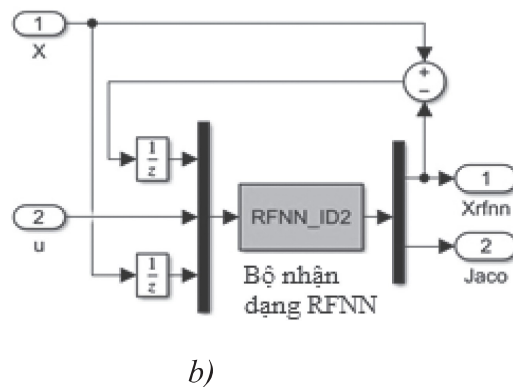 1
X
+
−
1
z
2
u
RFNN_ID2
1
Xrfnn
2
Jaco
1
z
Bộ nhận
dạng RFNN
b)